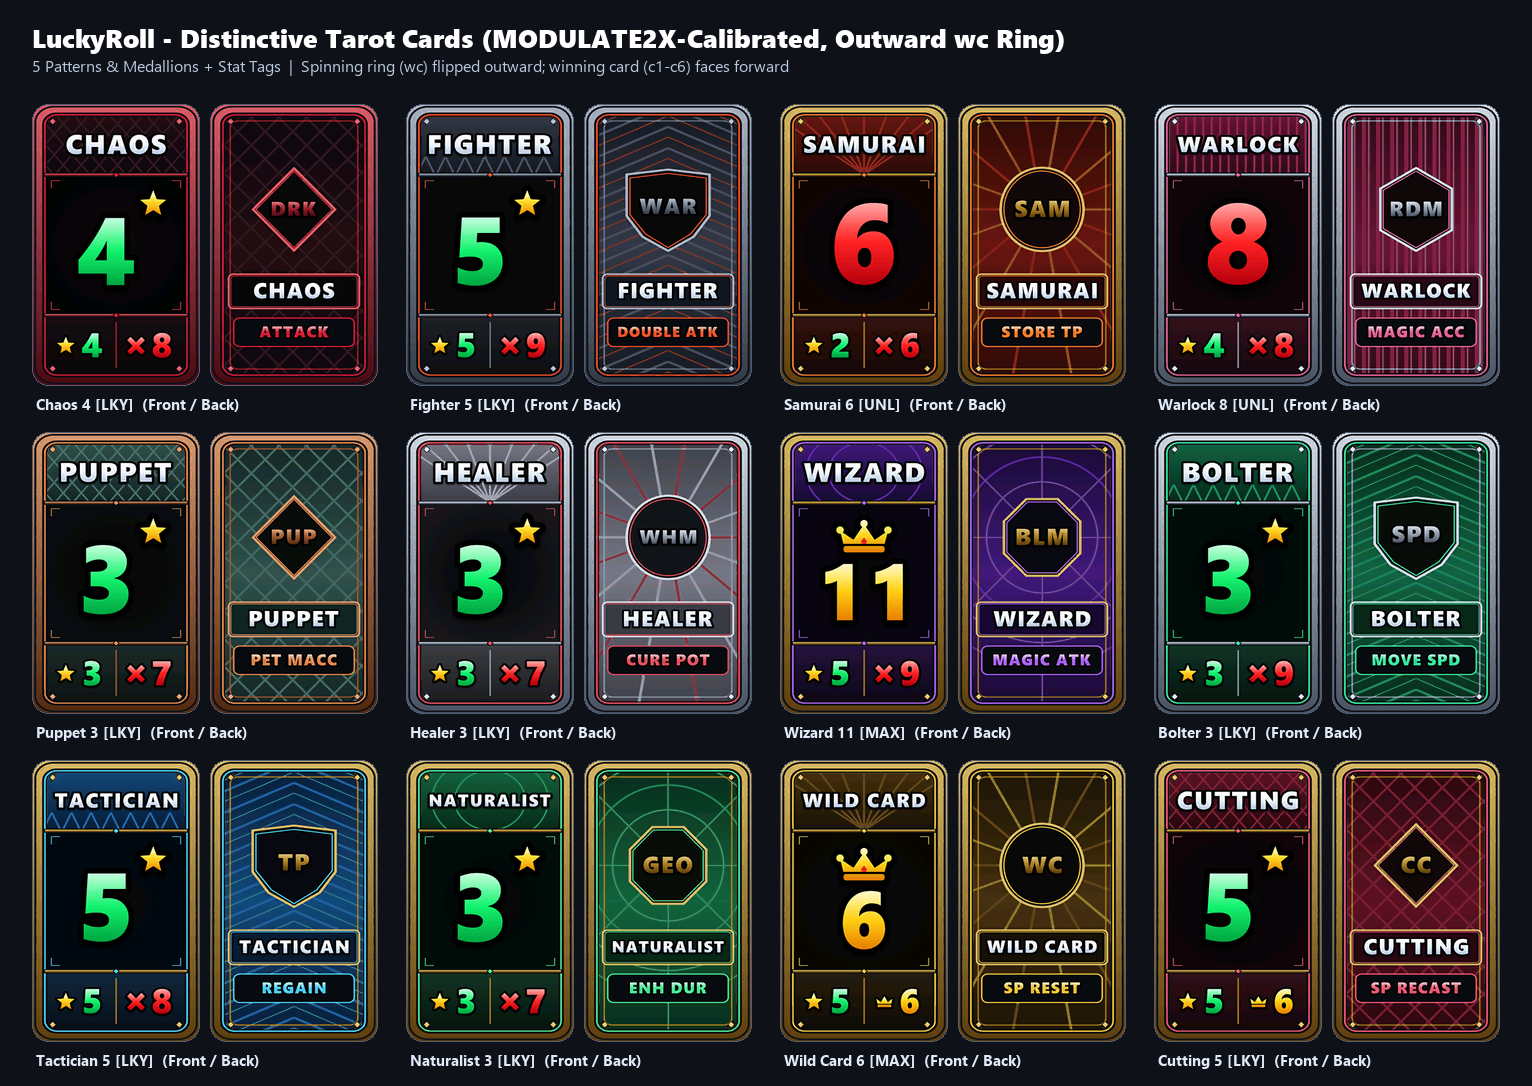 LuckyRoll - Distinctive Tarot Cards (MODULATE2X-Calibrated, Outward wc Ring)
5 Patterns & Medallions + Stat Tags | Spinning ring (wc) flipped outward; winning card (c1-c6) faces forward
CHAOS
4
★ 4 ✕ 8
DRK
CHAOS
ATTACK
Chaos 4 [LKY] (Front / Back)
FIGHTER
5
★ 5 ✕ 9
WAR
FIGHTER
DOUBLE ATK
Fighter 5 [LKY] (Front / Back)
SAMURAI
6
★ 2 ✕ 6
SAM
SAMURAI
STORE TP
Samurai 6 [UNL] (Front / Back)
WARLOCK
8
★ 4 ✕ 8
RDM
WARLOCK
MAGIC ACC
Warlock 8 [UNL] (Front / Back)
PUPPET
3
★ 3 ✕ 7
PUP
PUPPET
PET MACC
Puppet 3 [LKY] (Front / Back)
HEALER
3
★ 3 ✕ 7
WHM
HEALER
CURE POT
Healer 3 [LKY] (Front / Back)
WIZARD
11
★ 5 ✕ 9
BLM
WIZARD
MAGIC ATK
Wizard 11 [MAX] (Front / Back)
BOLTER
3
★ 3 ✕ 9
SPD
BOLTER
MOVE SPD
Bolter 3 [LKY] (Front / Back)
TACTICIAN
5
★ 5 ✕ 8
TP
TACTICIAN
REGAIN
Tactician 5 [LKY] (Front / Back)
NATURALIST
3
★ 3 ✕ 7
GEO
NATURALIST
ENH DUR
Naturalist 3 [LKY] (Front / Back)
WILD CARD
6
★ 5 6
WC
WILD CARD
SP RESET
Wild Card 6 [MAX] (Front / Back)
CUTTING
5
★ 5 6
CC
CUTTING
SP RECAST
Cutting 5 [LKY] (Front / Back)